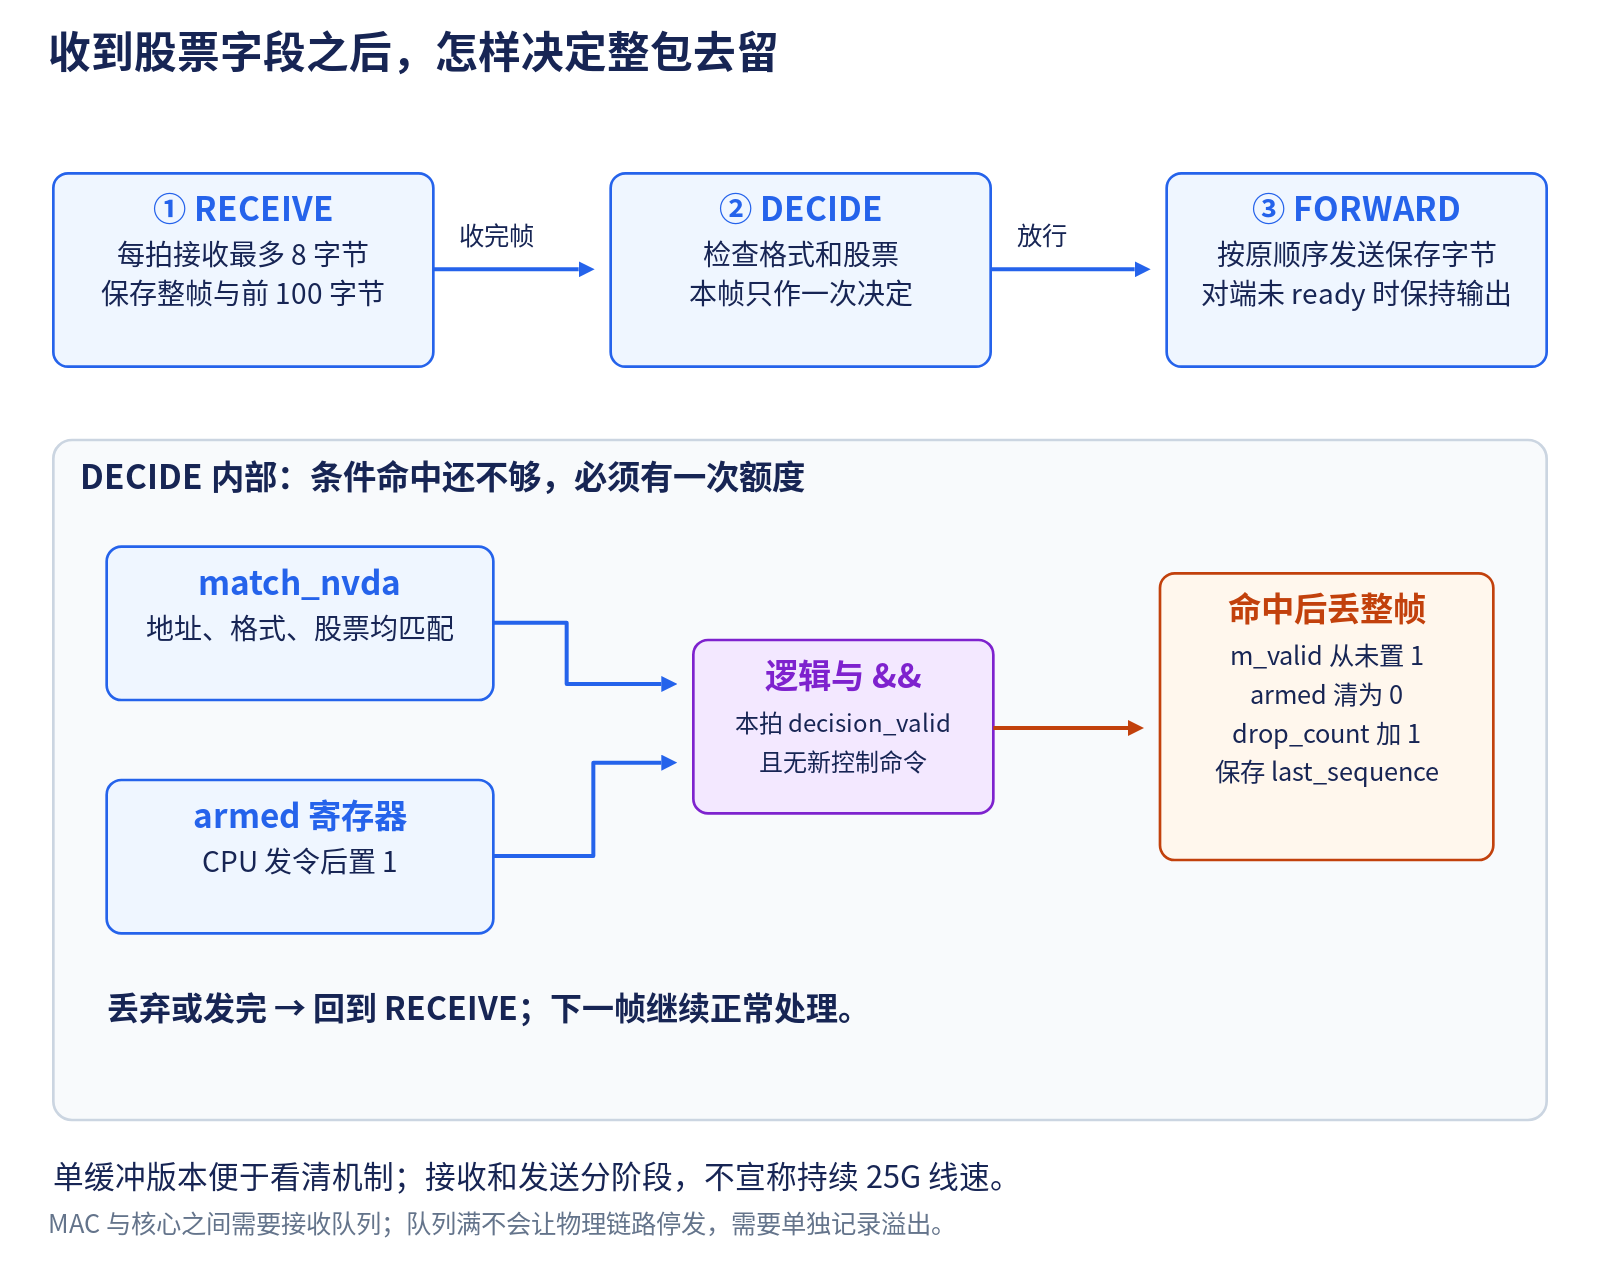 收到股票字段之后，怎样决定整包去留
① RECEIVE
每拍接收最多 8 字节
保存整帧与前 100 字节
收完帧
② DECIDE
检查格式和股票
本帧只作一次决定
放行
③ FORWARD
按原顺序发送保存字节
对端未 ready 时保持输出
DECIDE 内部：条件命中还不够，必须有一次额度
match_nvda
地址、格式、股票均匹配
armed 寄存器
CPU 发令后置 1
逻辑与 &&
本拍 decision_valid
且无新控制命令
命中后丢整帧
m_valid 从未置 1
armed 清为 0
drop_count 加 1
保存 last_sequence
丢弃或发完 → 回到 RECEIVE；下一帧继续正常处理。
单缓冲版本便于看清机制；接收和发送分阶段，不宣称持续 25G 线速。
MAC 与核心之间需要接收队列；队列满不会让物理链路停发，需要单独记录溢出。